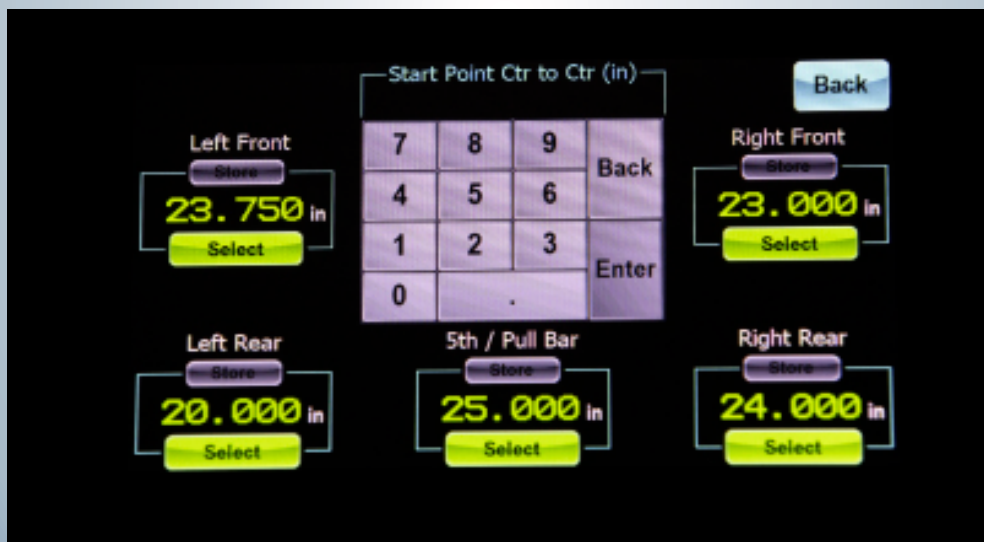 Start Point Ctr to Ctr (in)
Back
Left Front
Store
23.750 in
Select
7 8 9
Back
4 5 6
1 2 3
Enter
0 .
Right Front
Store
23.000 in
Select
Left Rear
Store
20.000 in
Select
5th / Pull Bar
Store
25.000 in
Select
Right Rear
Store
24.000 in
Select